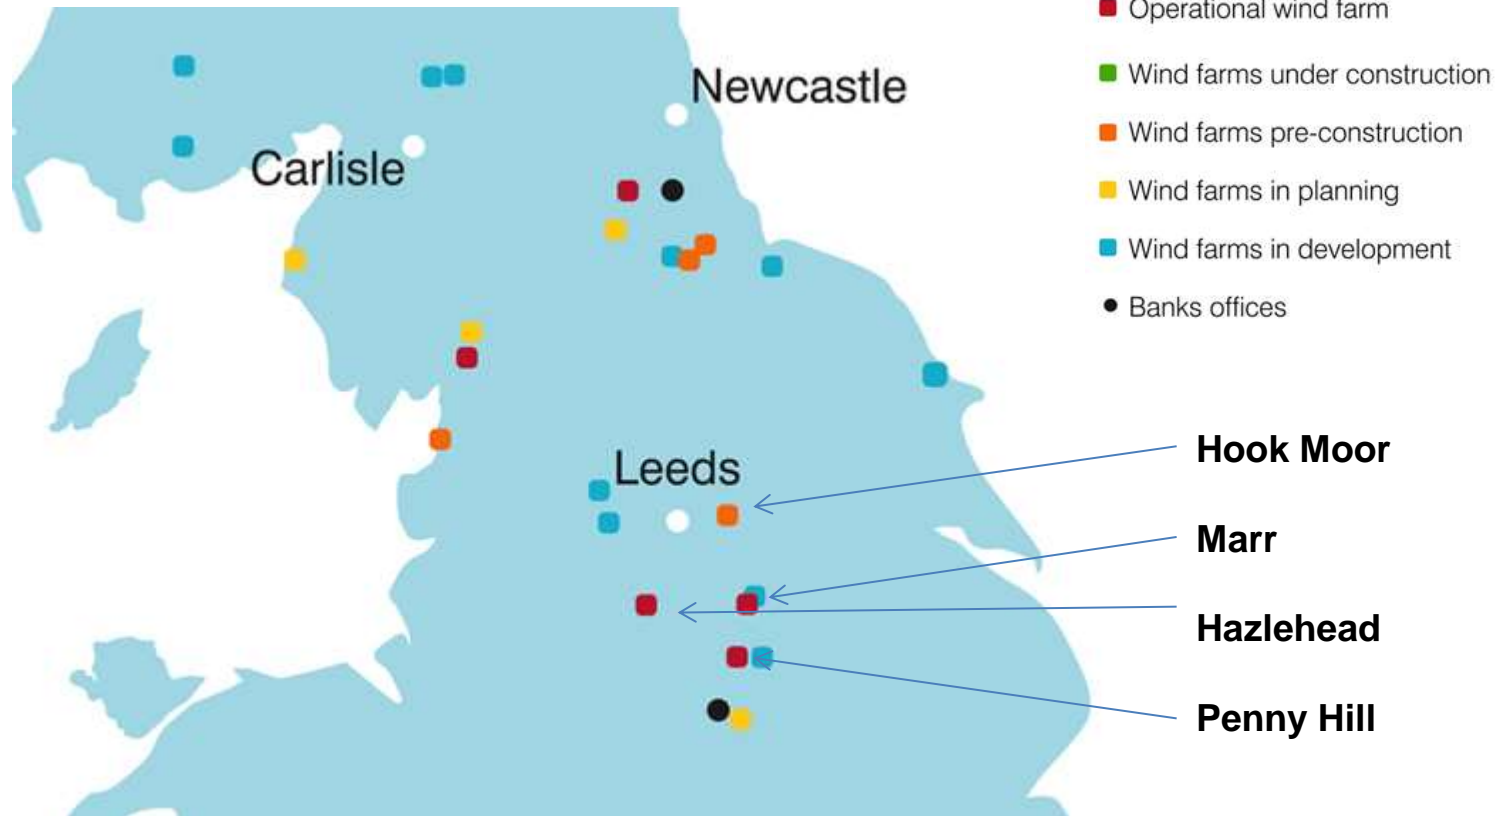 Operational wind farm
Newcastle
Wind farms under construction
Wind farms pre-construction
Carlisle
Wind farms in planning
Wind farms in development
Banks offices
Hook Moor
Leeds
Marr
Hazlehead
Penny Hill